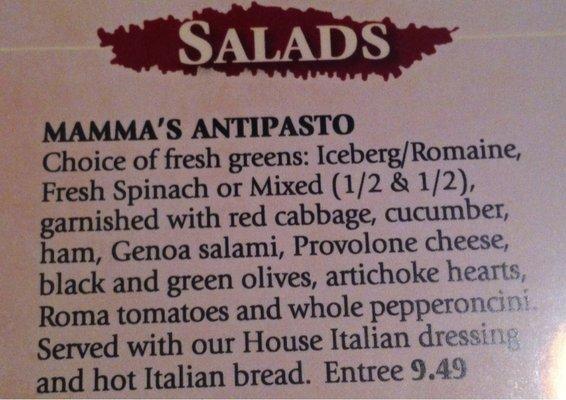 SALADS
MAMMA'S ANTIPASTO
Choice of fresh greens: Iceberg/Romaine,
Fresh Spinach or Mixed (1/2 & 1/2),
garnished with red cabbage, cucumber,
ham, Genoa salami, Provolone cheese,
black and green olives, artichoke hearts,
Roma tomatoes and whole pepperoncini.
Served with our House Italian dressing
and hot Italian bread. Entree 9.49